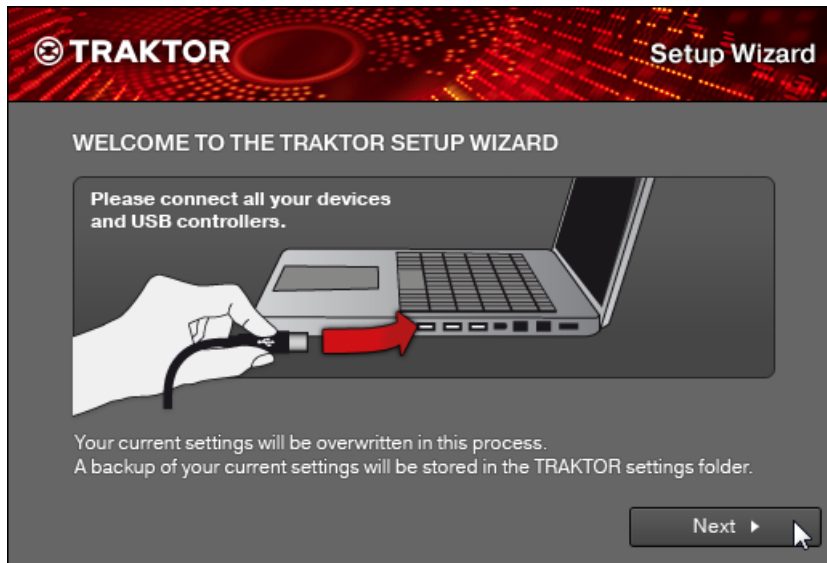 TRAKTOR
Setup Wizard
WELCOME TO THE TRAKTOR SETUP WIZARD
Please connect all your devices
and USB controllers.
Your current settings will be overwritten in this process.
A backup of your current settings will be stored in the TRAKTOR settings folder.
Next